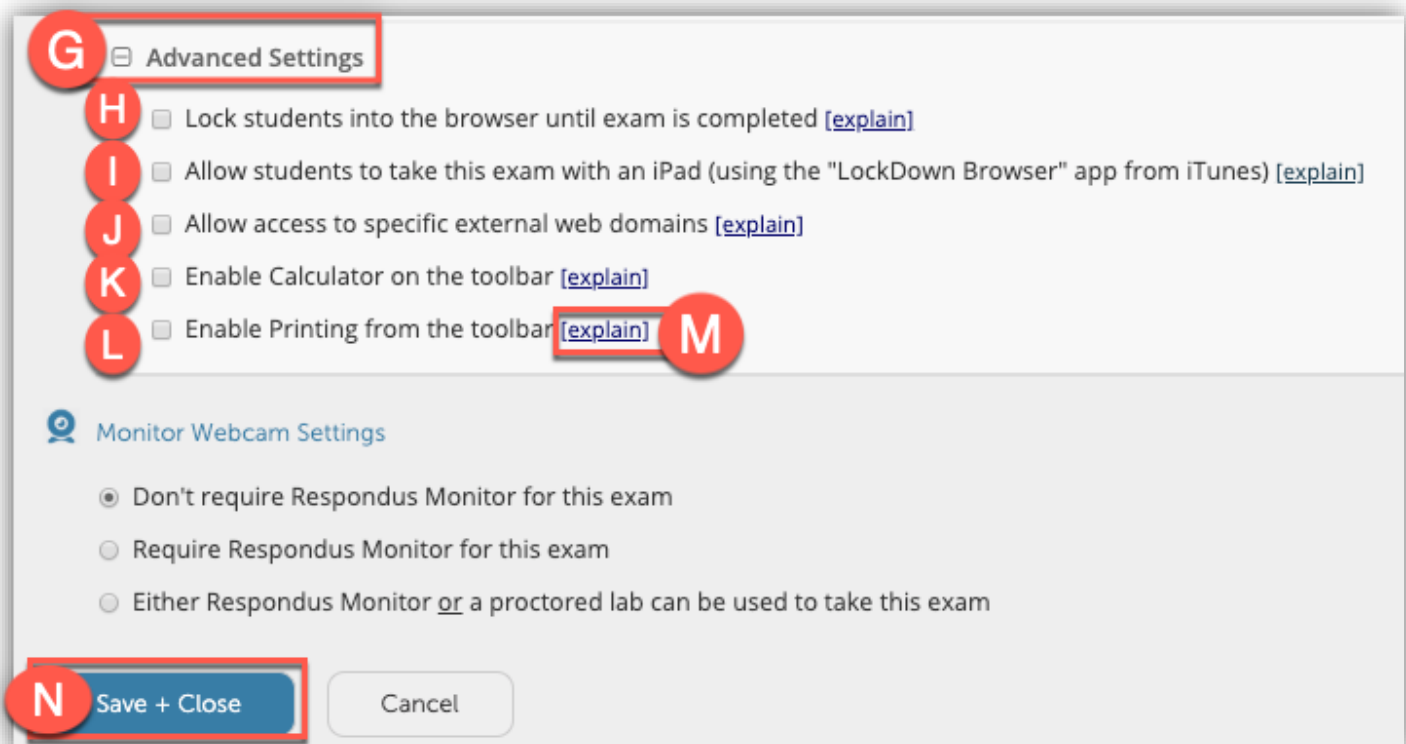 G Advanced Settings
H Lock students into the browser until exam is completed [explain]
I Allow students to take this exam with an iPad (using the "LockDown Browser" app from iTunes) [explain]
J Allow access to specific external web domains [explain]
K Enable Calculator on the toolbar [explain]
L Enable Printing from the toolbar [explain] M
Monitor Webcam Settings
Don't require Respondus Monitor for this exam
Require Respondus Monitor for this exam
Either Respondus Monitor or a proctored lab can be used to take this exam
N Save + Close Cancel